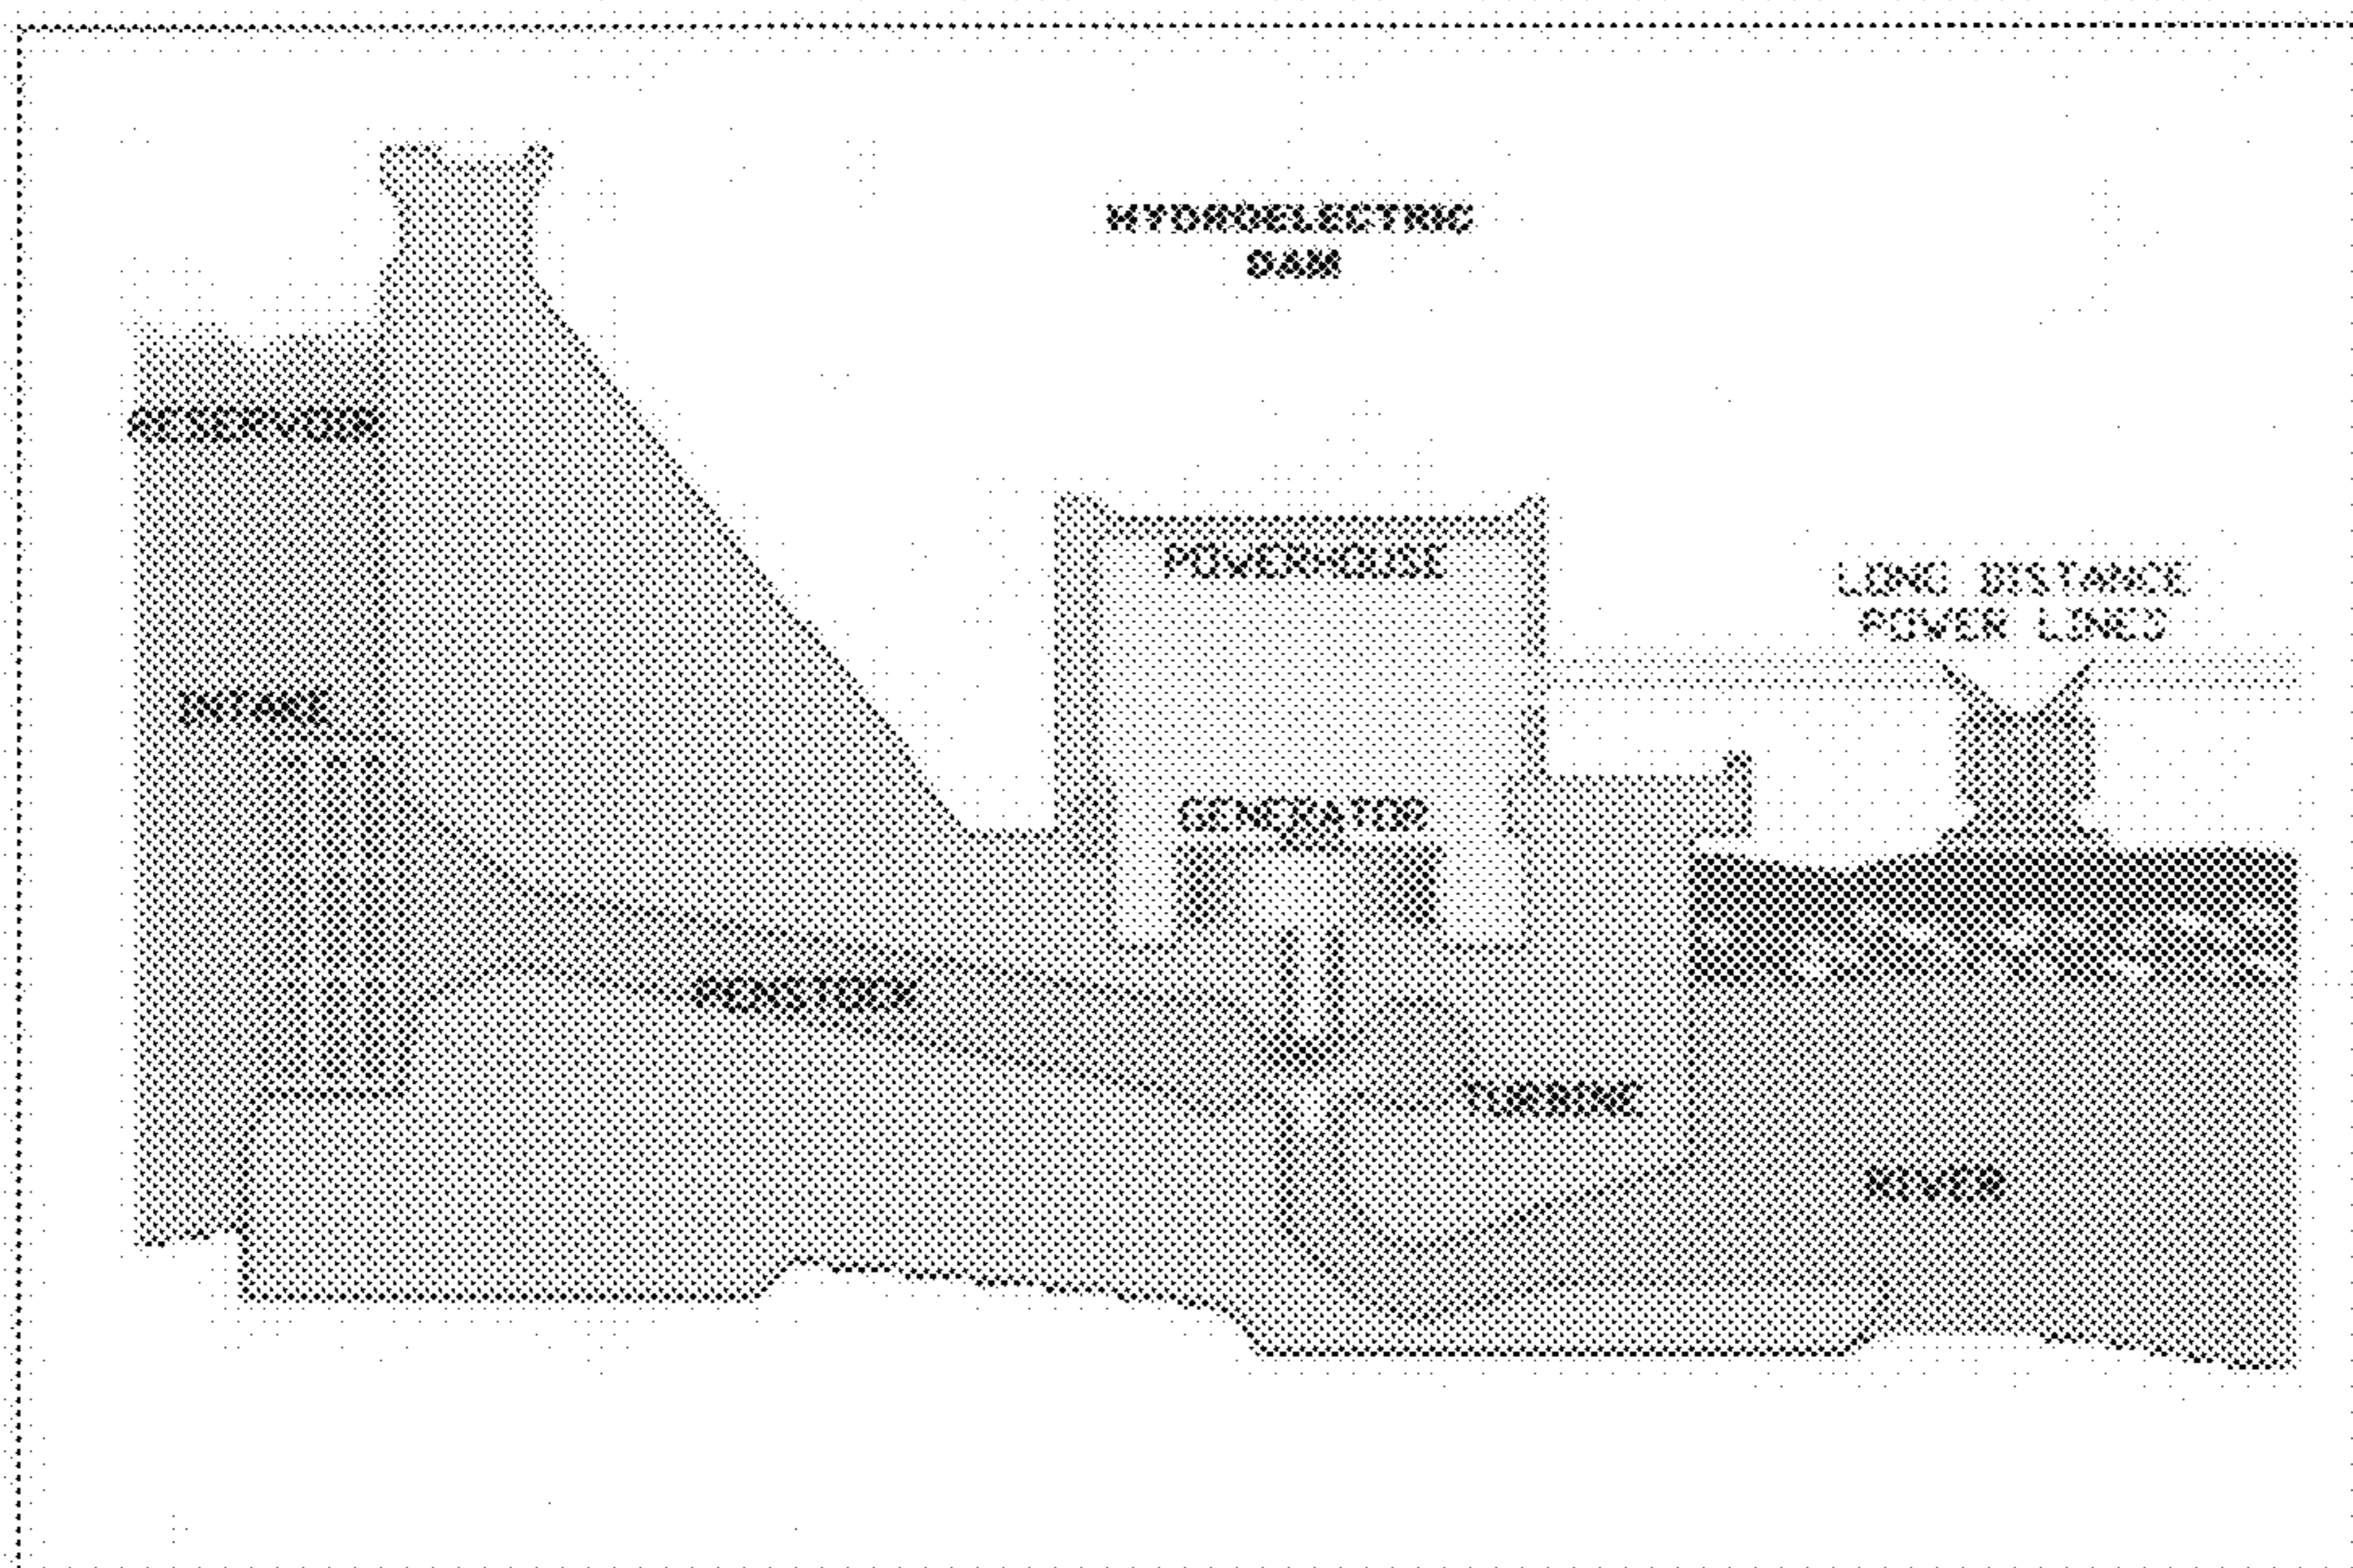 HYDROELECTRIC
DAM
RESERVOIR
POWERHOUSE
LONG DISTANCE
POWER LINES
INTAKE
GENERATOR
PENSTOCK
TURBINE
RIVER